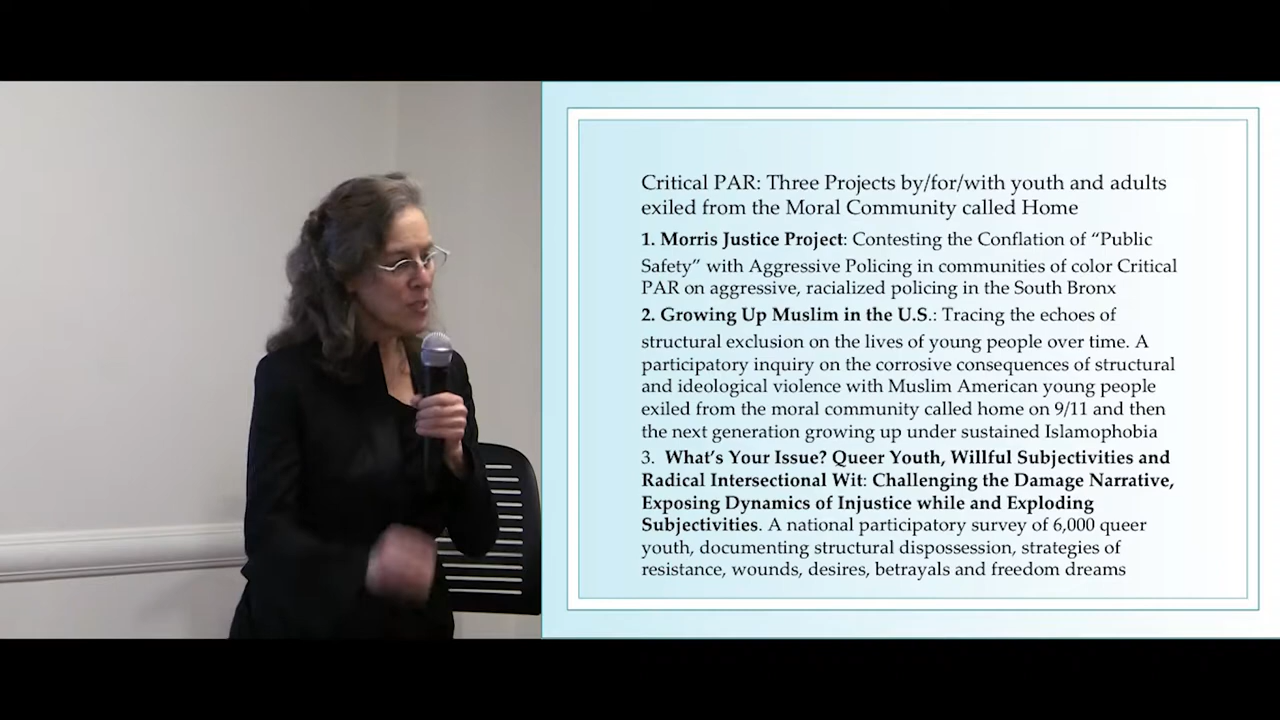 Critical PAR: Three Projects by/for/with youth and adults
exiled from the Moral Community called Home
1. Morris Justice Project: Contesting the Conflation of “Public
Safety” with Aggressive Policing in communities of color Critical
PAR on aggressive, racialized policing in the South Bronx
2. Growing Up Muslim in the U.S.: Tracing the echoes of
structural exclusion on the lives of young people over time. A
participatory inquiry on the corrosive consequences of structural
and ideological violence with Muslim American young people
exiled from the moral community called home on 9/11 and then
the next generation growing up under sustained Islamophobia
3. What’s Your Issue? Queer Youth, Willful Subjectivities and
Radical Intersectional Wit: Challenging the Damage Narrative,
Exposing Dynamics of Injustice while and Exploding
Subjectivities. A national participatory survey of 6,000 queer
youth, documenting structural dispossession, strategies of
resistance, wounds, desires, betrayals and freedom dreams